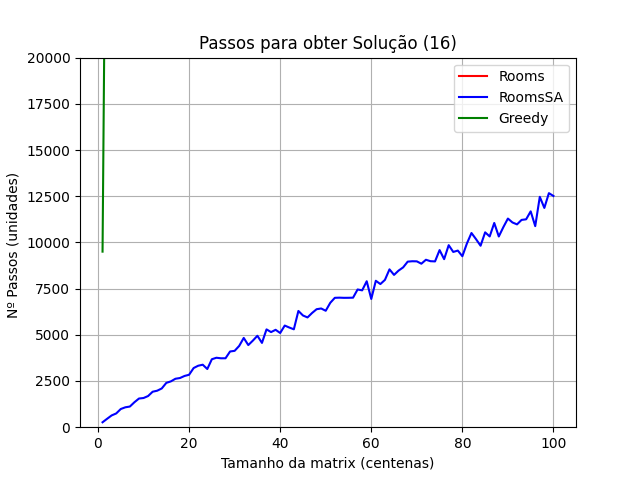 Passos para obter Solução (16)
Rooms
RoomsSA
Greedy
20000
17500
15000
12500
10000
7500
5000
2500
0
Nº Passos (unidades)
0 20 40 60 80 100
Tamanho da matrix (centenas)